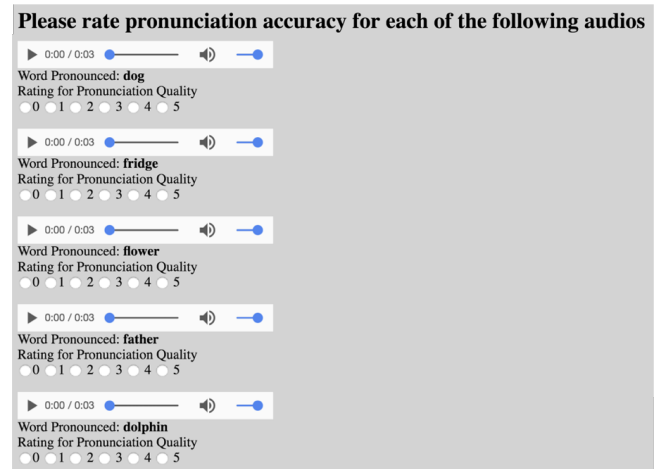 Please rate pronunciation accuracy for each of the following audios
0:00 / 0:03
Word Pronounced: dog
Rating for Pronunciation Quality
0 1 2 3 4 5
0:00 / 0:03
Word Pronounced: fridge
Rating for Pronunciation Quality
0 1 2 3 4 5
0:00 / 0:03
Word Pronounced: flower
Rating for Pronunciation Quality
0 1 2 3 4 5
0:00 / 0:03
Word Pronounced: father
Rating for Pronunciation Quality
0 1 2 3 4 5
0:00 / 0:03
Word Pronounced: dolphin
Rating for Pronunciation Quality
0 1 2 3 4 5